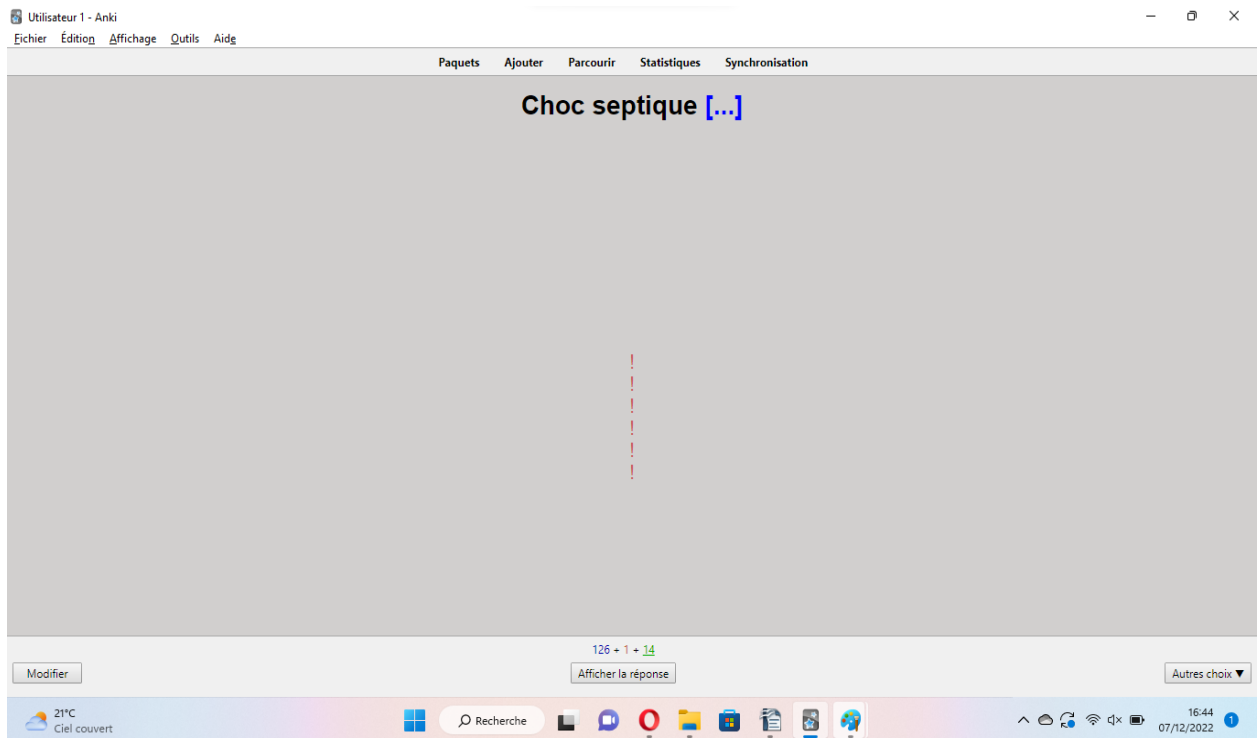 Utilisateur 1 - Anki
Fichier Édition Affichage Outils Aide
Paquets Ajouter Parcourir Statistiques Synchronisation
Choc septique [...]
!
!
!
!
!
!
126 + 1 + 14
Modifier Afficher la réponse Autres choix ▼
21°C
Ciel couvert
Recherche
16:44
07/12/2022
1